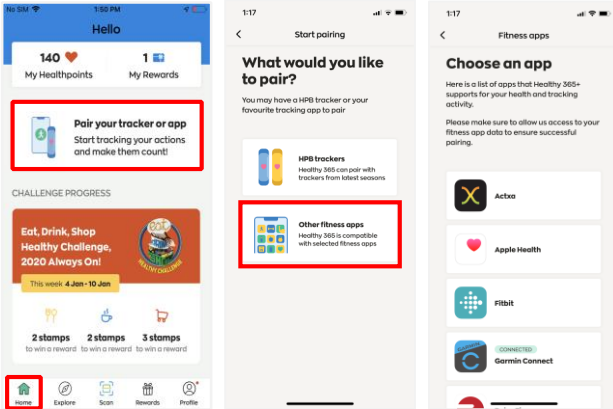 No SIM
1:50 PM
Hello
140
My Healthpoints
1
My Rewards
Pair your tracker or app
Start tracking your actions
and make them count!
CHALLENGE PROGRESS
Eat, Drink, Shop
Healthy Challenge,
2020 Always On!
eat
HEALTHY CHALLENGE
This week 4 Jan - 10 Jan
2 stamps
to win a reward
2 stamps
to win a reward
3 stamps
to win a reward
Home
Explore
Scan
Rewards
Profile
1:17
Start pairing
What would you like
to pair?
You may have a HPB tracker or your
favourite tracking app to pair
HPB trackers
Healthy 365 can pair with
trackers from latest seasons
Other fitness apps
Healthy 365 is compatible
with selected fitness apps
1:17
Fitness apps
Choose an app
Here is a list of apps that Healthy 365+
supports for your health and tracking
activity.
Please make sure to allow us access to your
fitness app data to ensure successful
pairing.
Actxa
Apple Health
Fitbit
CONNECTED
Garmin Connect